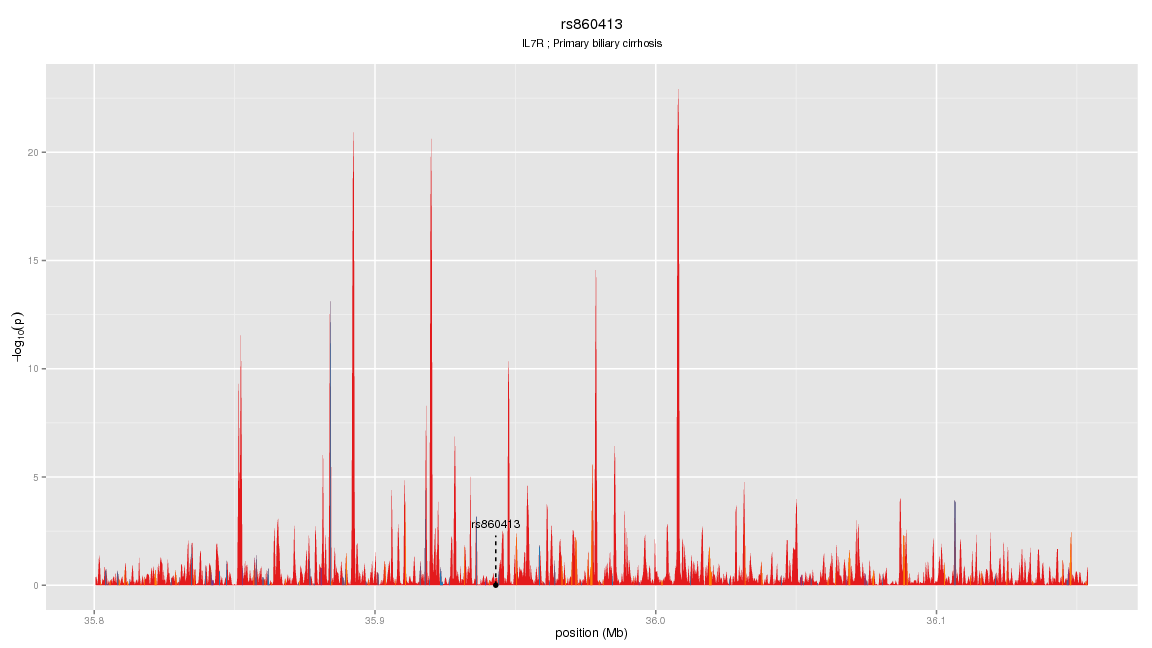 rs860413
IL7R ; Primary biliary cirrhosis
−log10(p)
20
15
10
5
0
rs860413
35.8
35.9
36.0
36.1
position (Mb)